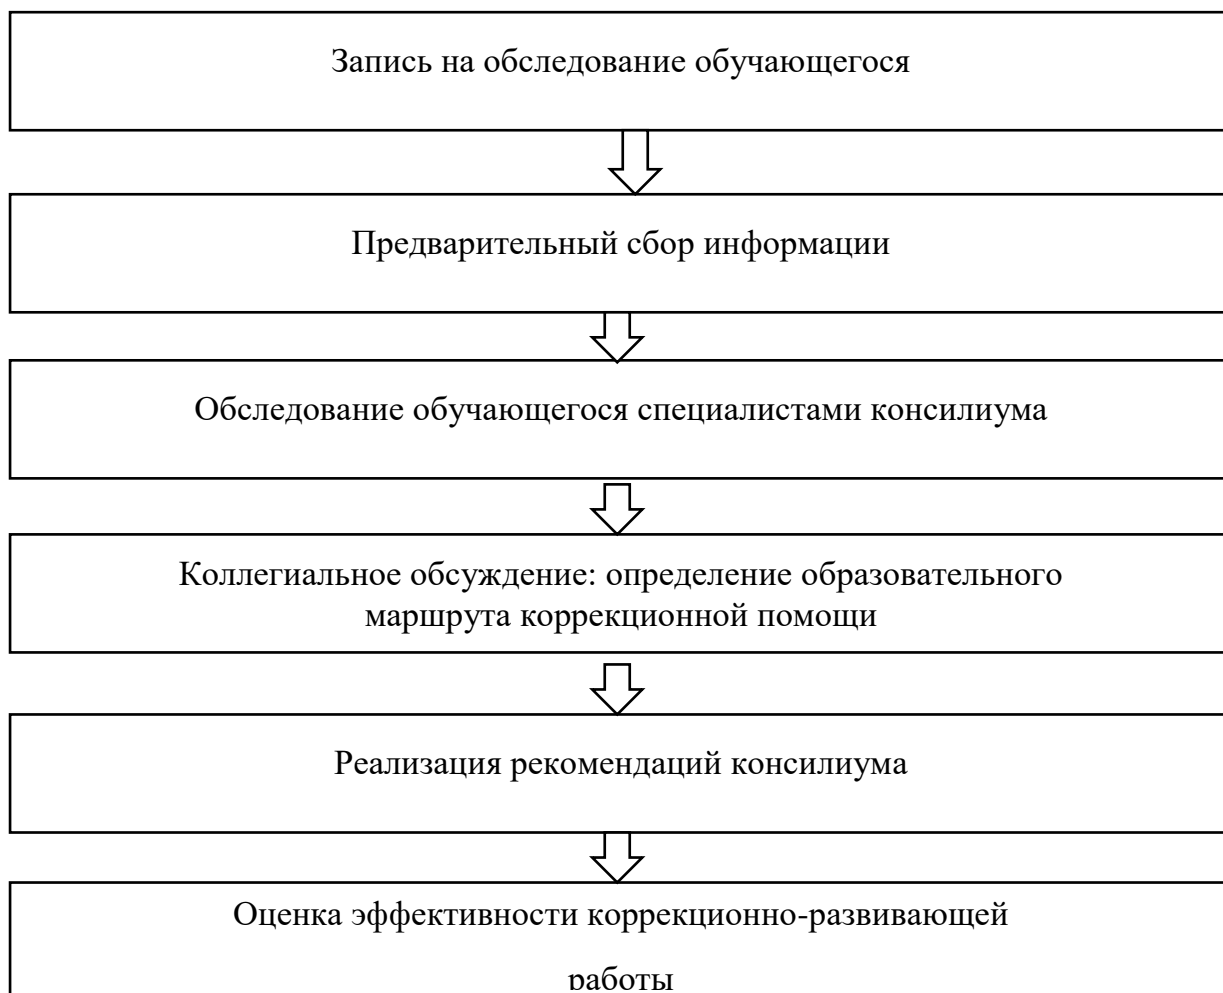 Запись на обследование обучающегося
Предварительный сбор информации
Обследование обучающегося специалистами консилиума
Коллегиальное обсуждение: определение образовательного
маршрута коррекционной помощи
Реализация рекомендаций консилиума
Оценка эффективности коррекционно-развивающей
работы